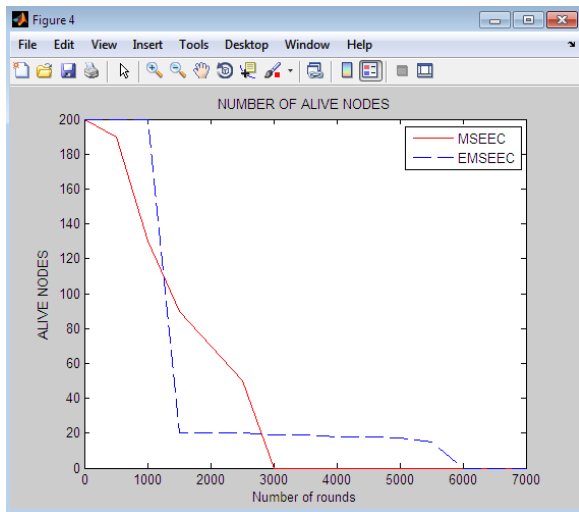 Figure 4
File Edit View Insert Tools Desktop Window Help
NUMBER OF ALIVE NODES
200
180
160
140
120
100
80
60
40
20
0
ALIVE NODES
MSEEC
EMSEEC
0 1000 2000 3000 4000 5000 6000 7000
Number of rounds